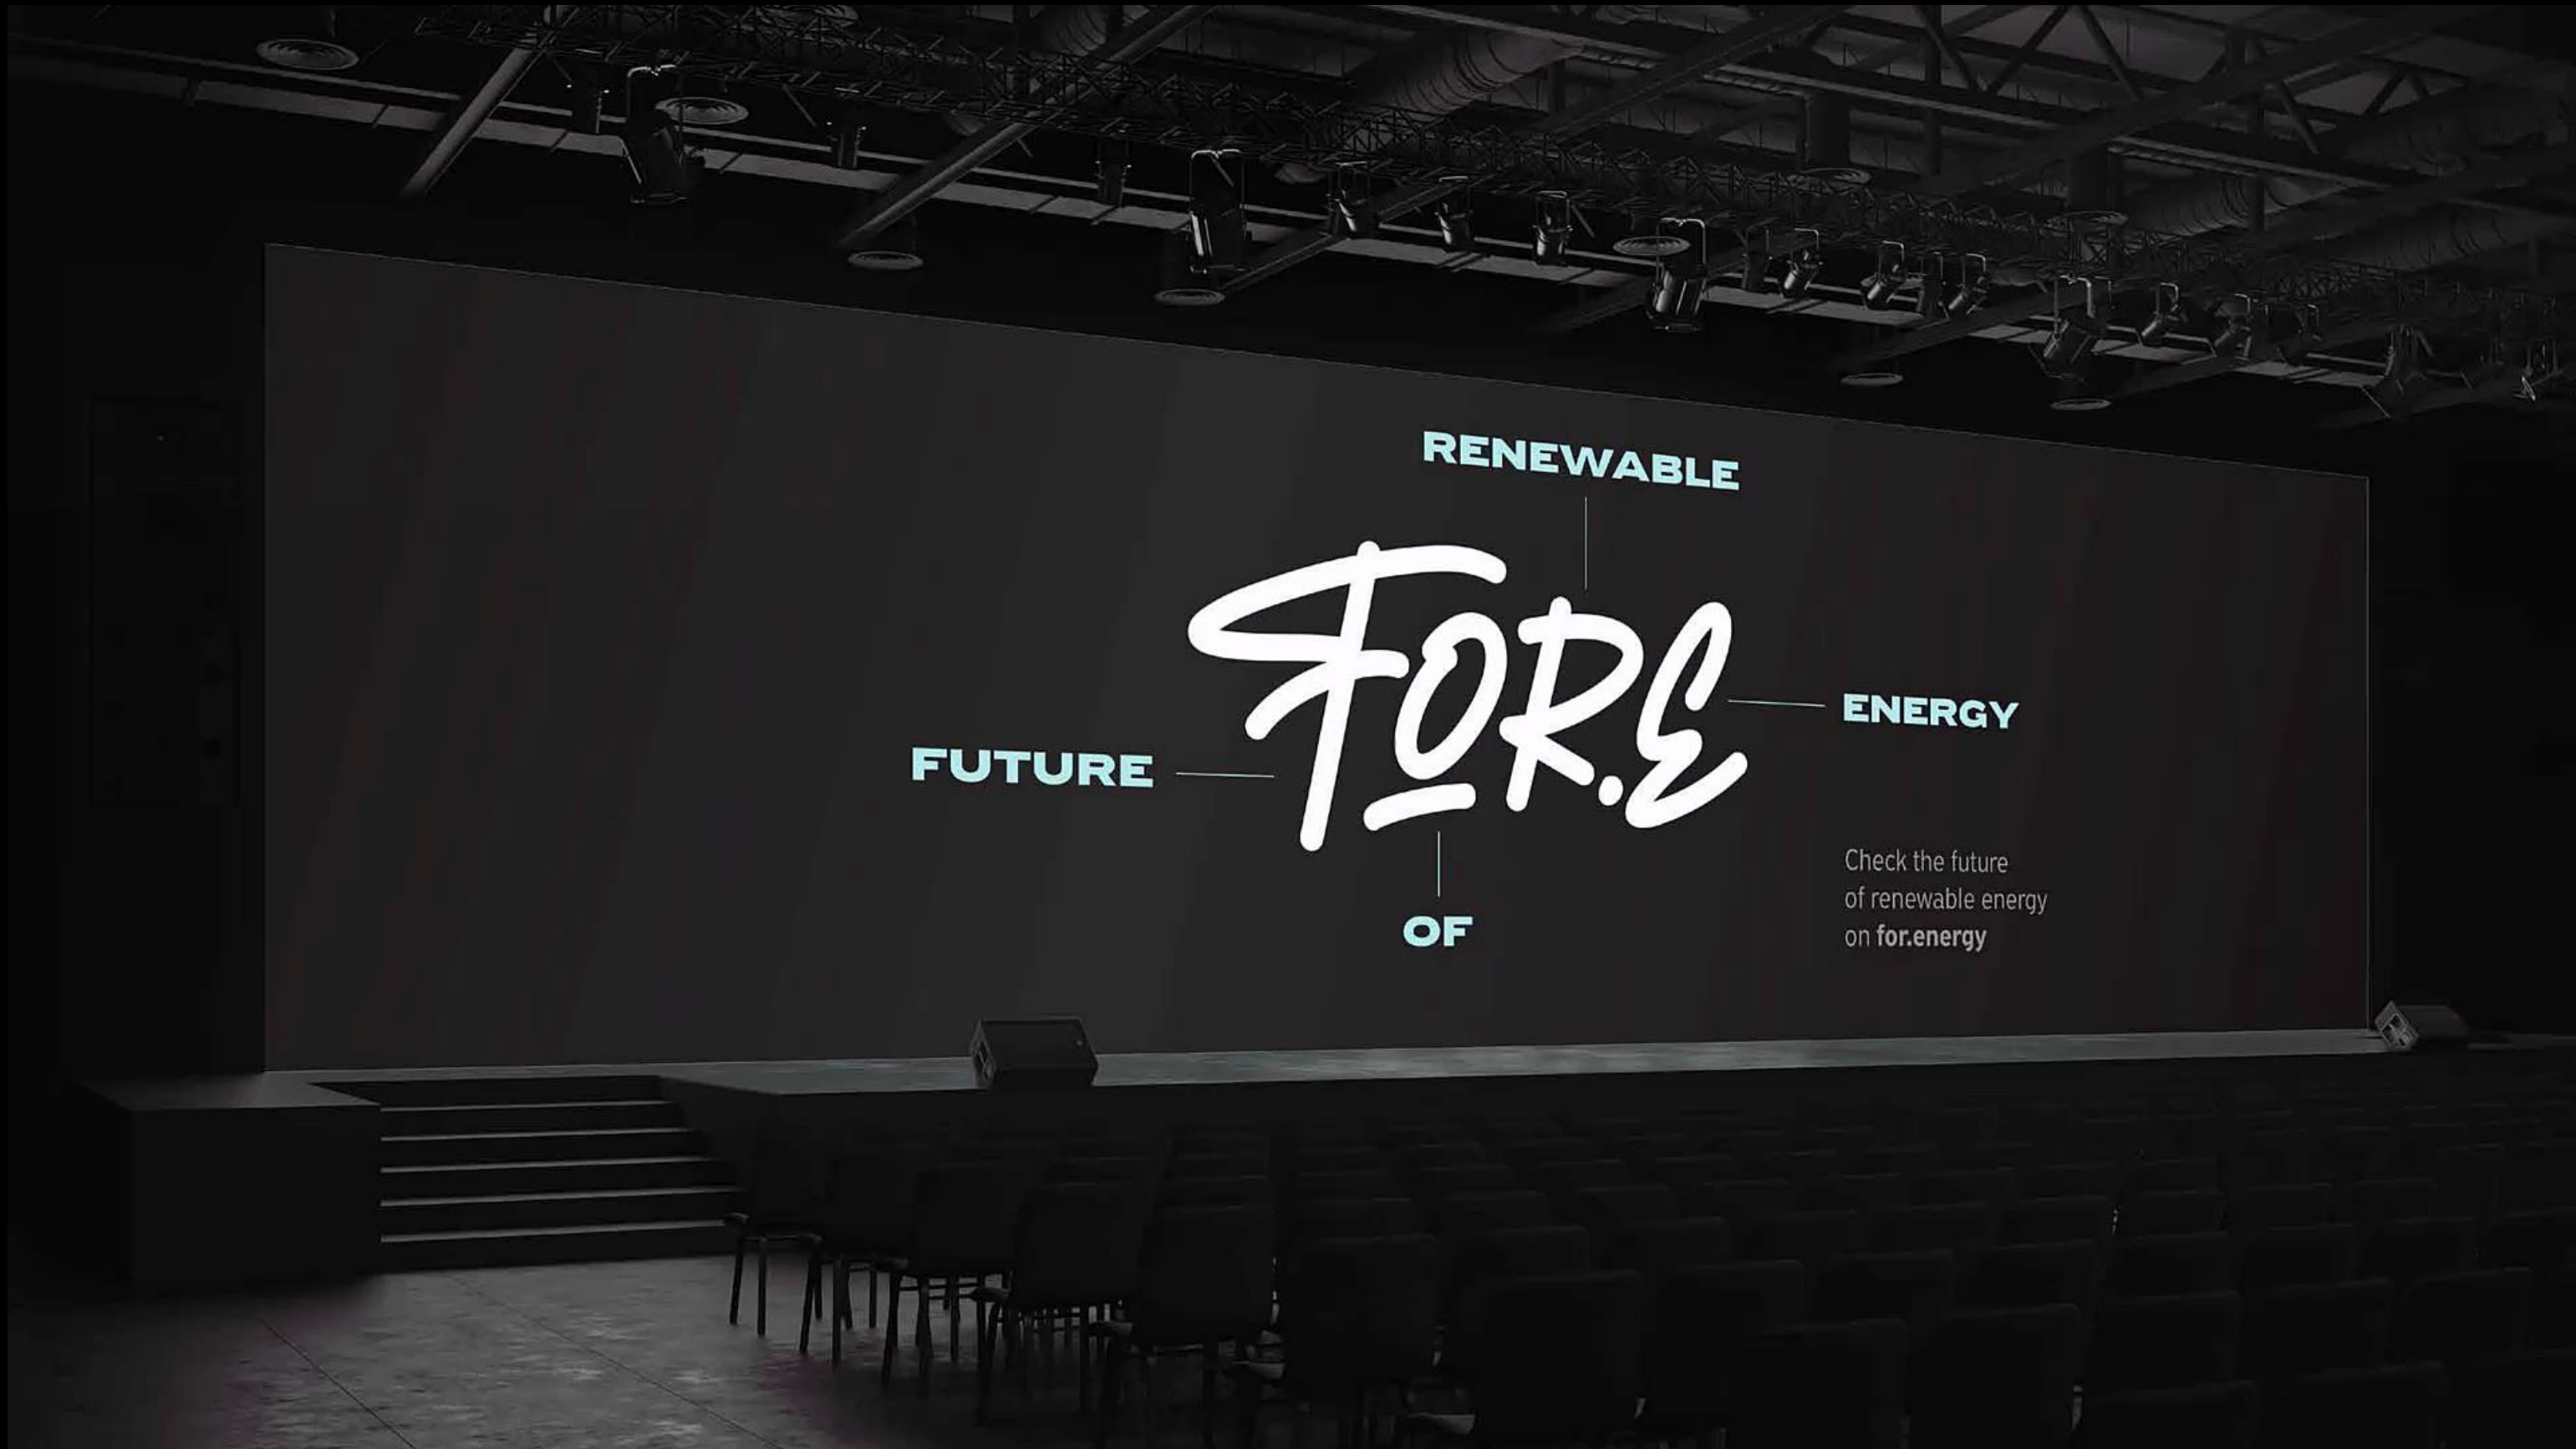 RENEWABLE
FOR.E
ENERGY
FUTURE
OF
Check the future
of renewable energy
on for.energy